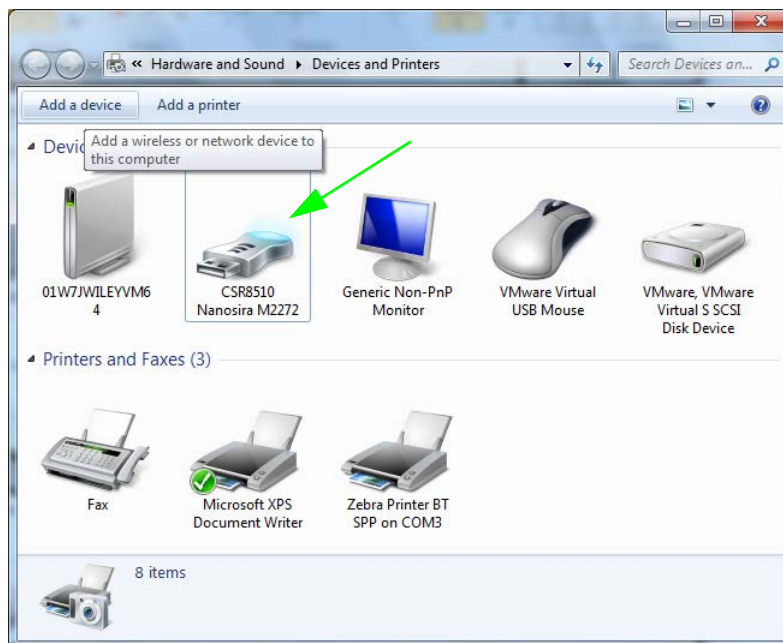 « Hardware and Sound ▸ Devices and Printers
Search Devices an...
Add a device
Add a printer
Devic
Add a wireless or network device to
this computer
01W7JWILEYVM6
4
CSR8510
Nanosira M2272
Generic Non-PnP
Monitor
VMware Virtual
USB Mouse
VMware, VMware
Virtual S SCSI
Disk Device
Printers and Faxes (3)
Fax
Microsoft XPS
Document Writer
Zebra Printer BT
SPP on COM3
8 items